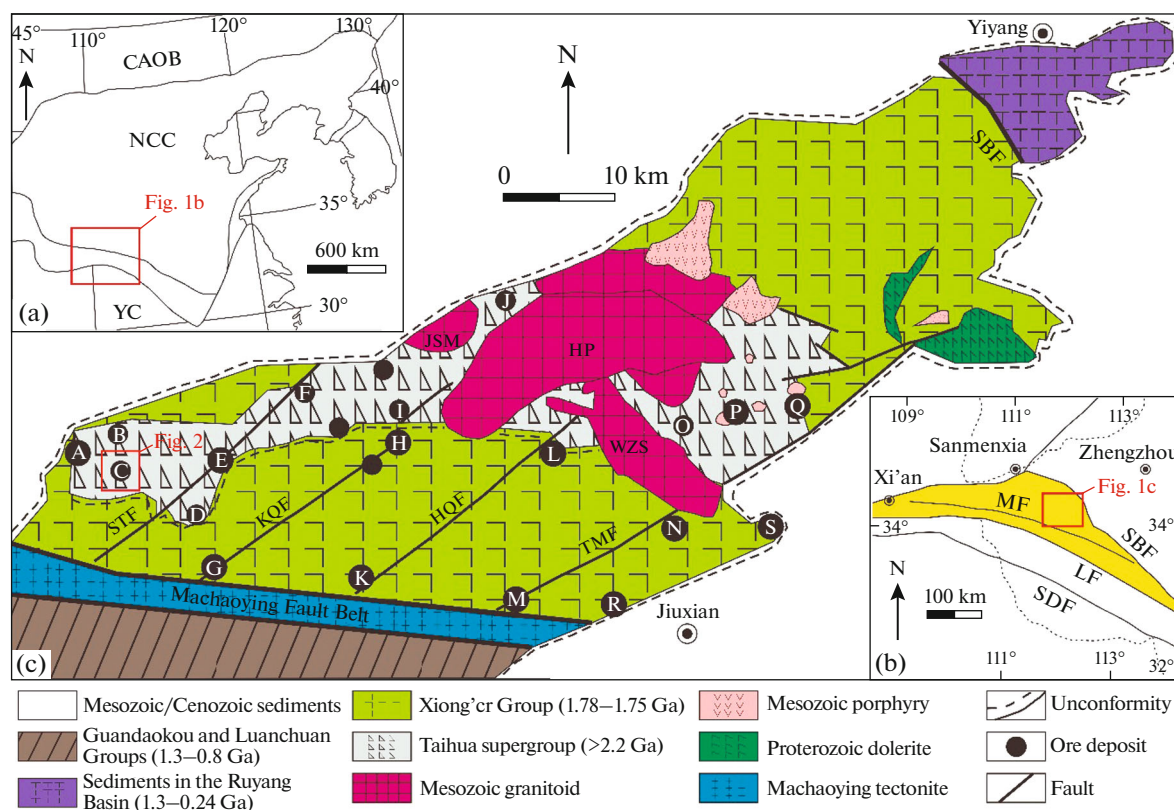 45°
110°
120°
130°
N
CAOB
40°
NCC
35°
Fig. 1b
600 km
YC
30°
(a)
Yiyang
N
0 10 km
SBF
J
JSM
HP
F
I
B
A
Fig. 2
C
E
H
L
O
P
Q
WZS
D
STF
KQF
HQF
TMF
N
S
G
K
M
R
Machaoying Fault Belt
Jiuxian
(c)
109°
111°
113°
Sanmenxia
Zhengzhou
Xi'an
Fig. 1c
MF
34°
34°
SBF
LF
N
SDF
100 km
111°
113°
32°
(b)
Mesozoic/Cenozoic sediments
Guandaokou and Luanchuan
Groups (1.3–0.8 Ga)
Sediments in the Ruyang
Basin (1.3–0.24 Ga)
Xiong'cr Group (1.78–1.75 Ga)
Taihua supergroup (>2.2 Ga)
Mesozoic granitoid
Mesozoic porphyry
Proterozoic dolerite
Machaoying tectonite
Unconformity
Ore deposit
Fault